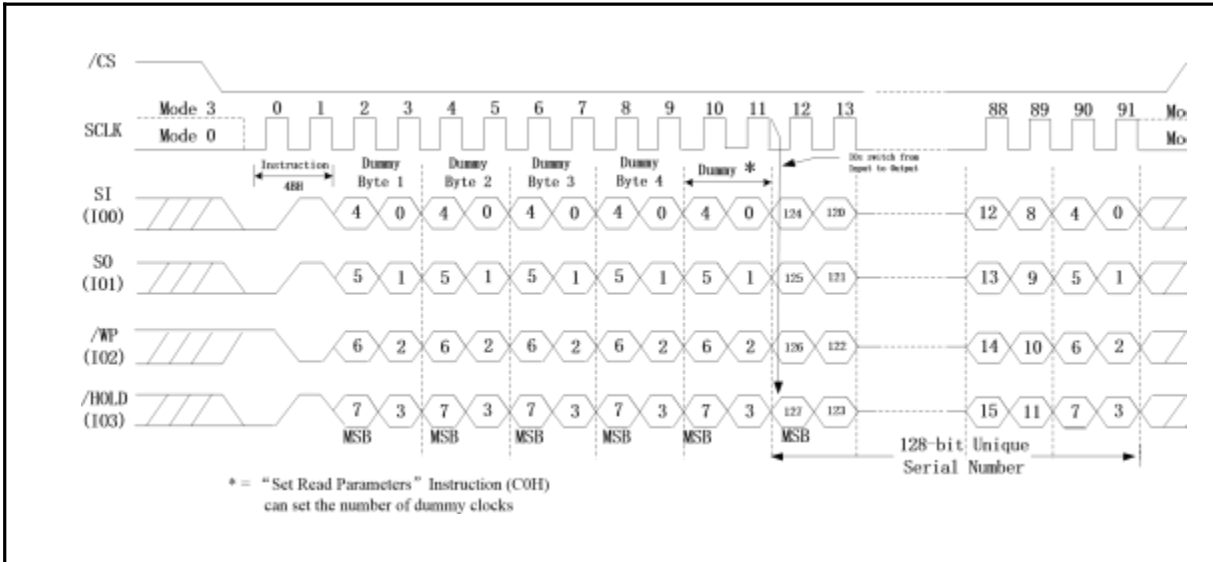 /CS
Mode 3 0 1 2 3 4 5 6 7 8 9 10 11 12 13 88 89 90 91 Mo
SCLK Mode 0 Mo
Instruction Dummy Dummy Dummy Dummy Dummy * IOs switch from
4BH Byte 1 Byte 2 Byte 3 Byte 4 Input to Output
SI
(IO0) 4 0 4 0 4 0 4 0 4 0 124 120 12 8 4 0
SO
(IO1) 5 1 5 1 5 1 5 1 5 1 125 121 13 9 5 1
/WP
(IO2) 6 2 6 2 6 2 6 2 6 2 126 122 14 10 6 2
/HOLD
(IO3) 7 3 7 3 7 3 7 3 7 3 127 123 15 11 7 3
MSB MSB MSB MSB MSB MSB
128-bit Unique
Serial Number
* = “Set Read Parameters” Instruction (C0H)
can set the number of dummy clocks